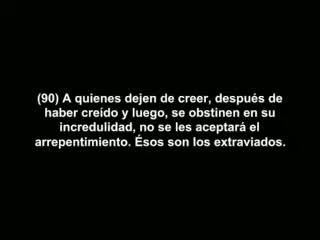 (90) A quienes dejen de creer, después de
haber creído y luego, se obstinen en su
incredulidad, no se les aceptará el
arrepentimiento. Ésos son los extraviados.